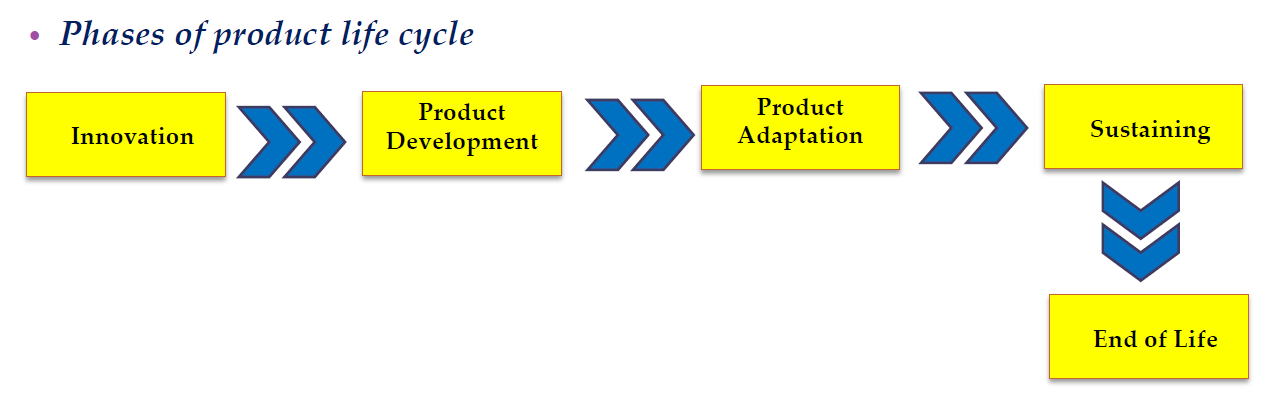 • Phases of product life cycle
Innovation
Product
Development
Product
Adaptation
Sustaining
End of Life